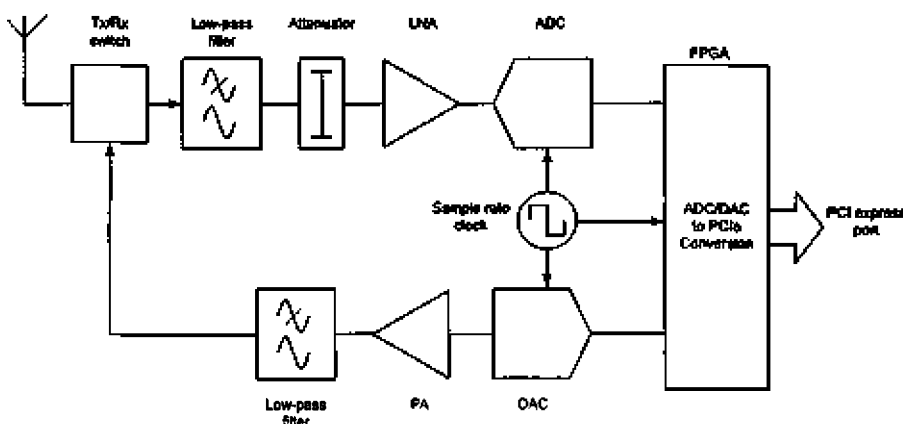 Tx/Rx
switch
Low-pass
filter
Attenuator
LNA
ADC
FPGA
Sample rate
clock
ADC/DAC
to PCIe
Conversion
PCI express
port
Low-pass
filter
PA
DAC